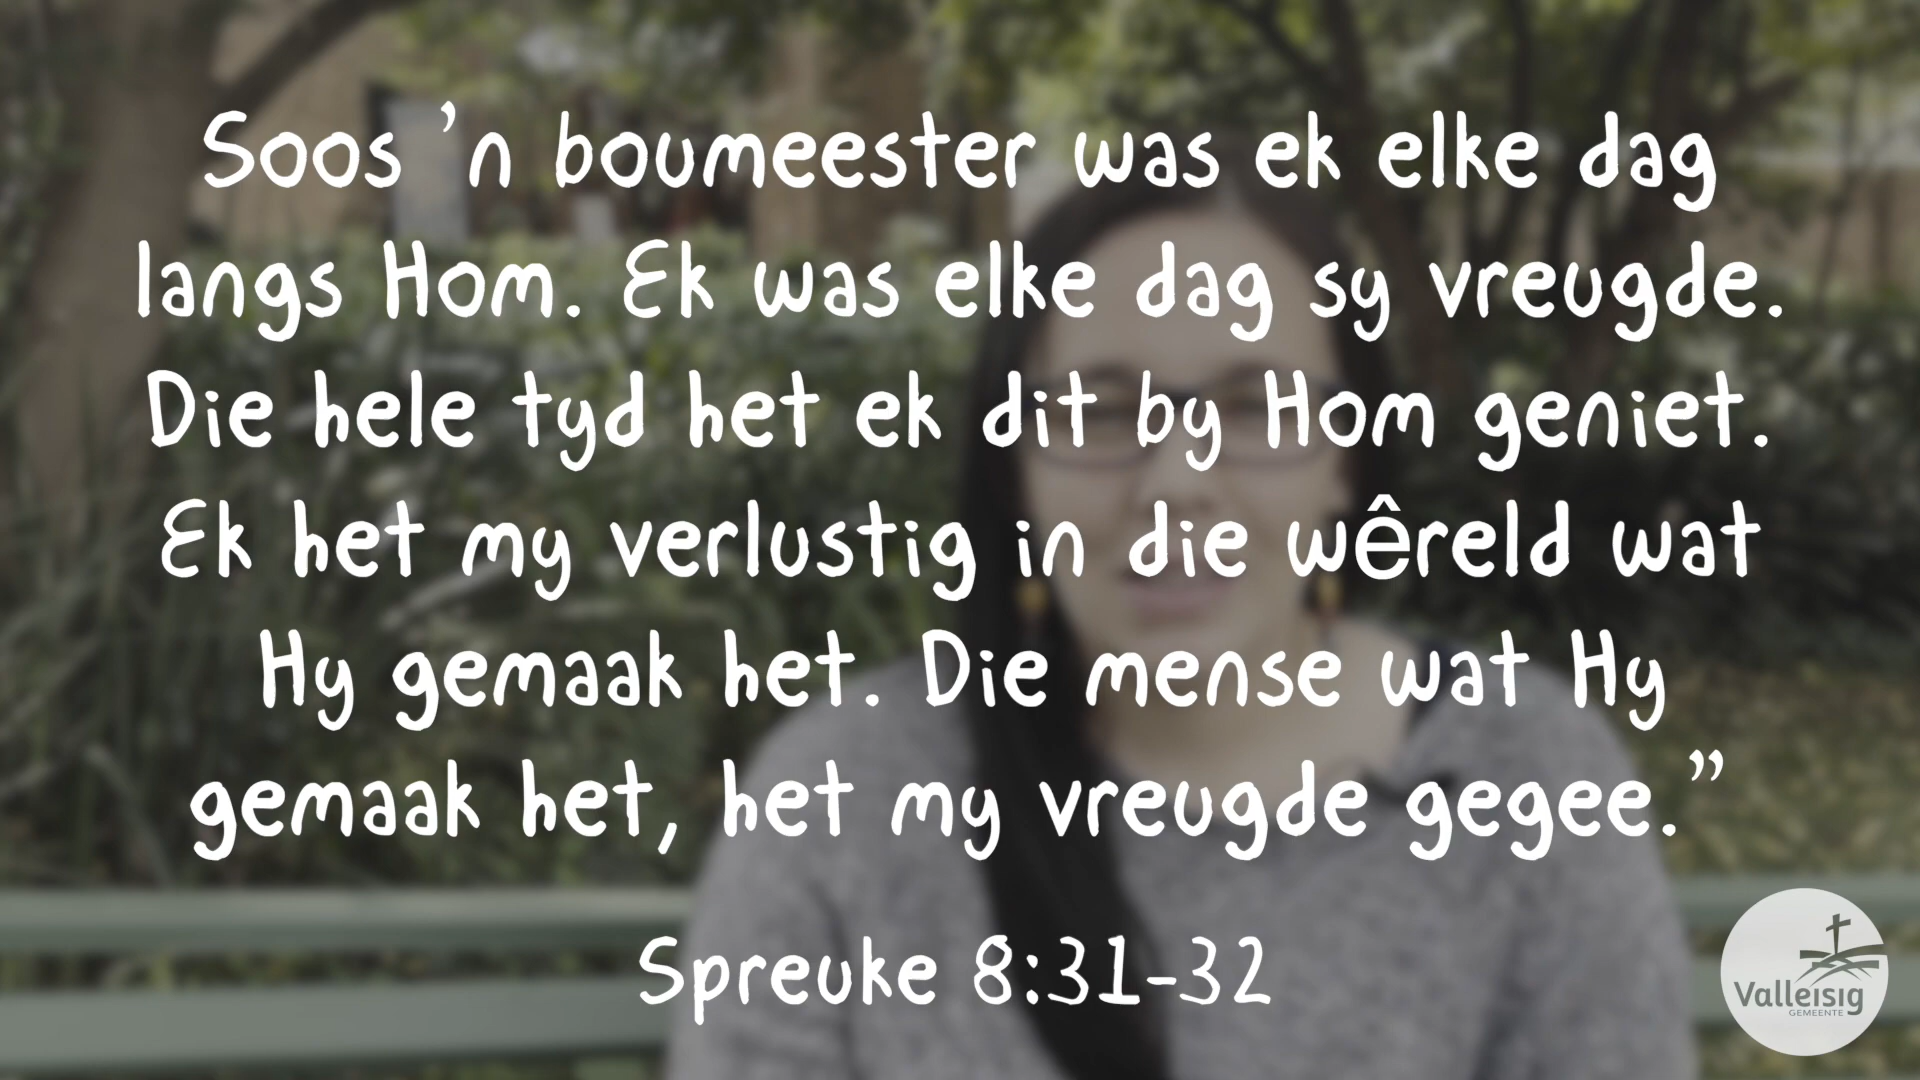 Soos ’n boumeester was ek elke dag
langs Hom. Ek was elke dag sy vreugde.
Die hele tyd het ek dit by Hom geniet.
Ek het my verlustig in die wêreld wat
Hy gemaak het. Die mense wat Hy
gemaak het, het my vreugde gegee.”
Spreuke 8:31-32
Valleisig
GEMEENTE